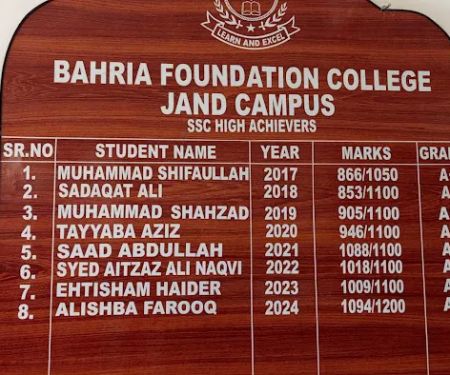 LEARN AND EXCEL
BAHRIA FOUNDATION COLLEGE
JAND CAMPUS
SSC HIGH ACHIEVERS
SR.NO STUDENT NAME YEAR MARKS GRA
1. MUHAMMAD SHIFAULLAH 2017 866/1050 A
2. SADAQAT ALI 2018 853/1100 A
3. MUHAMMAD SHAHZAD 2019 905/1100 A
4. TAYYABA AZIZ 2020 946/1100 A
5. SAAD ABDULLAH 2021 1088/1100 A
6. SYED AITZAZ ALI NAQVI 2022 1018/1100 A
7. EHTISHAM HAIDER 2023 1009/1100 A
8. ALISHBA FAROOQ 2024 1094/1200 A